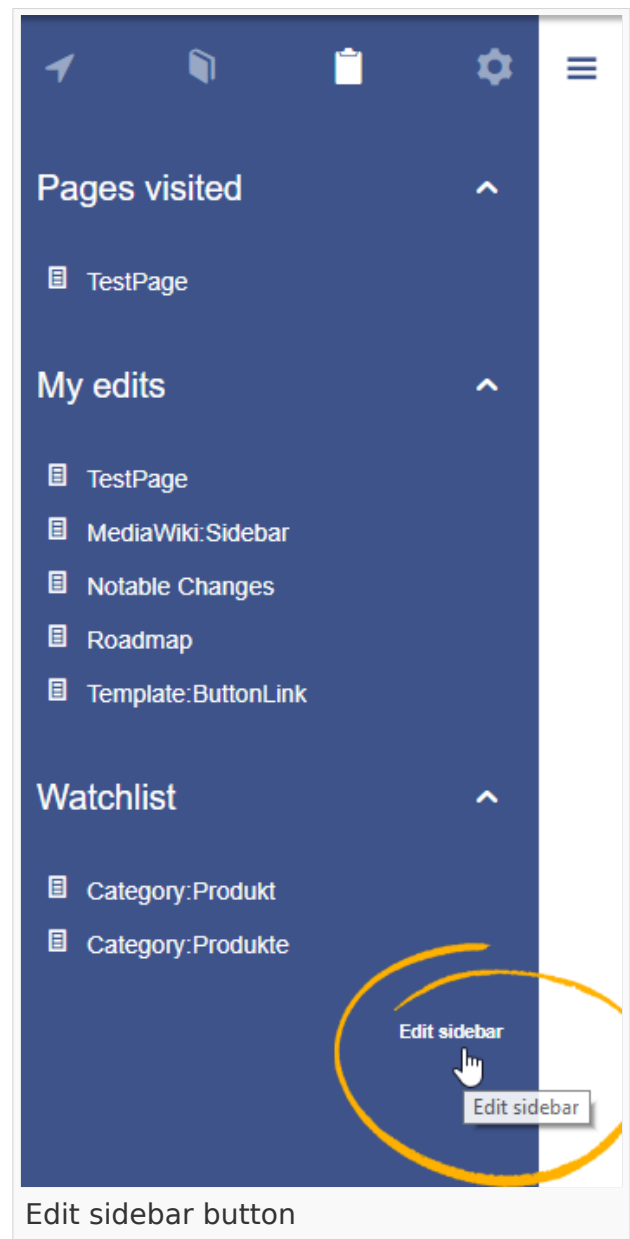 Pages visited
TestPage
My edits
TestPage
MediaWiki:Sidebar
Notable Changes
Roadmap
Template:ButtonLink
Watchlist
Category:Produkt
Category:Produkte
Edit sidebar
Edit sidebar
Edit sidebar button